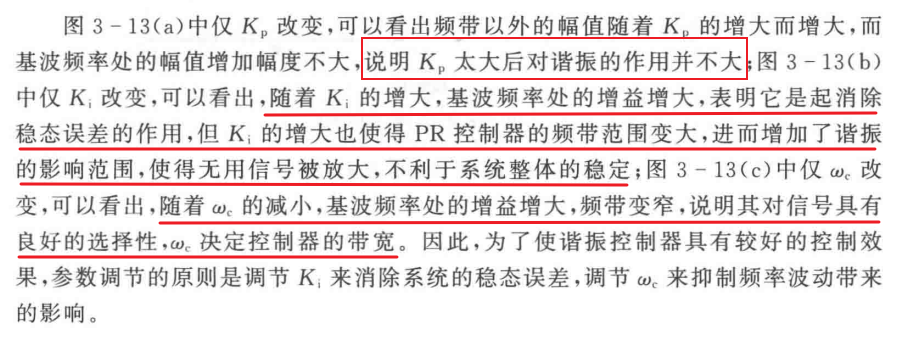 图 3-13(a)中仅 Kp 改变,可以看出频带以外的幅值随着 Kp 的增大而增大,而
基波频率处的幅值增加幅度不大,说明 Kp 太大后对谐振的作用并不大;图 3-13(b)
中仅 Ki 改变,可以看出,随着 Ki 的增大,基波频率处的增益增大,表明它是起消除
稳态误差的作用,但 Ki 的增大也使得 PR 控制器的频带范围变大,进而增加了谐振
的影响范围,使得无用信号被放大,不利于系统整体的稳定;图 3-13(c)中仅 ωc 改
变,可以看出,随着 ωc 的减小,基波频率处的增益增大,频带变窄,说明其对信号具有
良好的选择性,ωc 决定控制器的带宽。因此,为了使谐振控制器具有较好的控制效
果,参数调节的原则是调节 Ki 来消除系统的稳态误差,调节 ωc 来抑制频率波动带来
的影响。